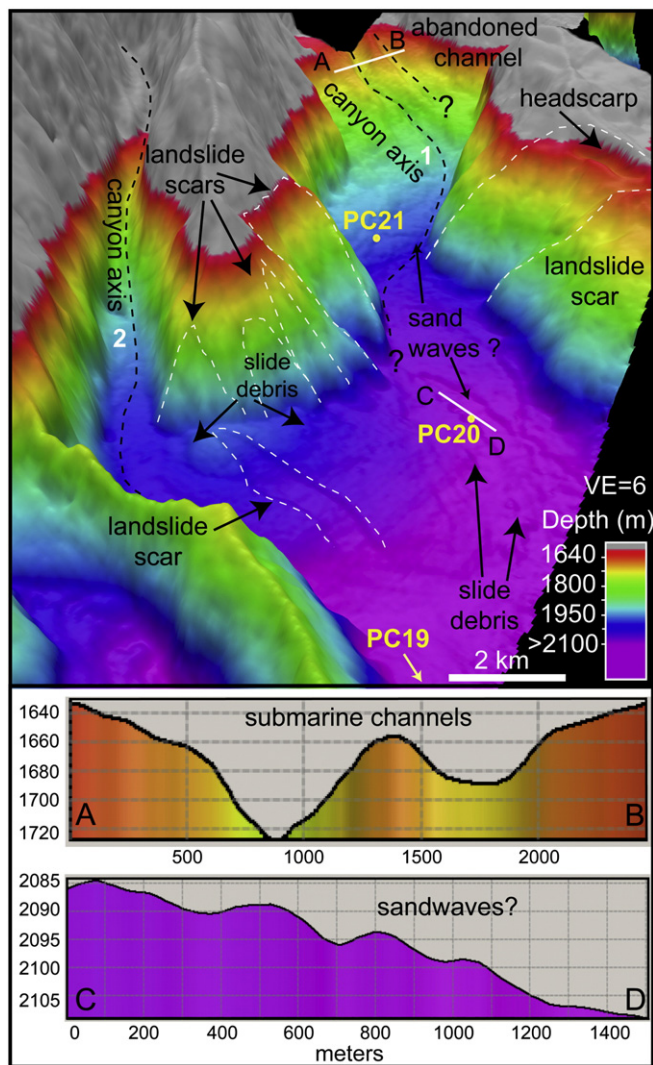 abandoned
channel
A
B
?
headscarp
landslide
scars
canyon axis
1
PC21
canyon axis
2
landslide
scar
sand
waves ?
?
slide
debris
C
PC20
D
landslide
scar
slide
debris
PC19
2 km
VE=6
Depth (m)
1640
1800
1950
>2100
submarine channels
1640
1660
1680
1700
1720
A
B
500
1000
1500
2000
sandwaves?
2085
2090
2095
2100
2105
C
D
0
200
400
600
800
1000
1200
1400
meters